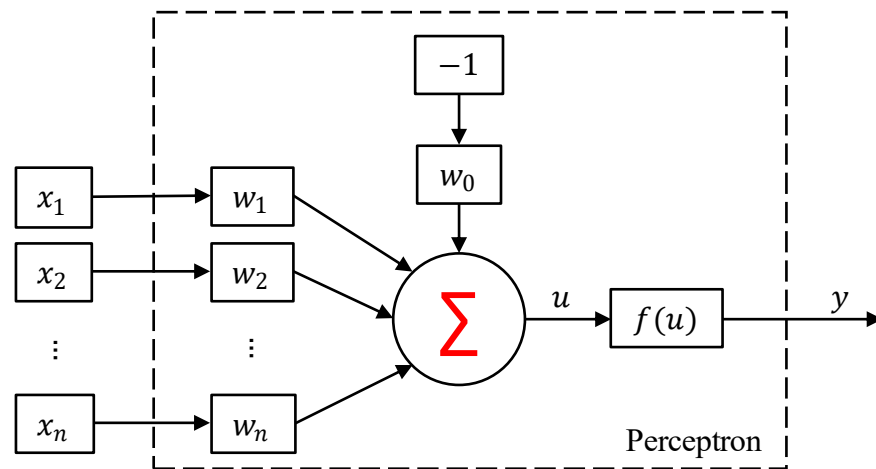 −1
x₁ w₁ w₀
x₂ w₂ ∑ u f(u) y
⋮ ⋮
xₙ wₙ
Perceptron